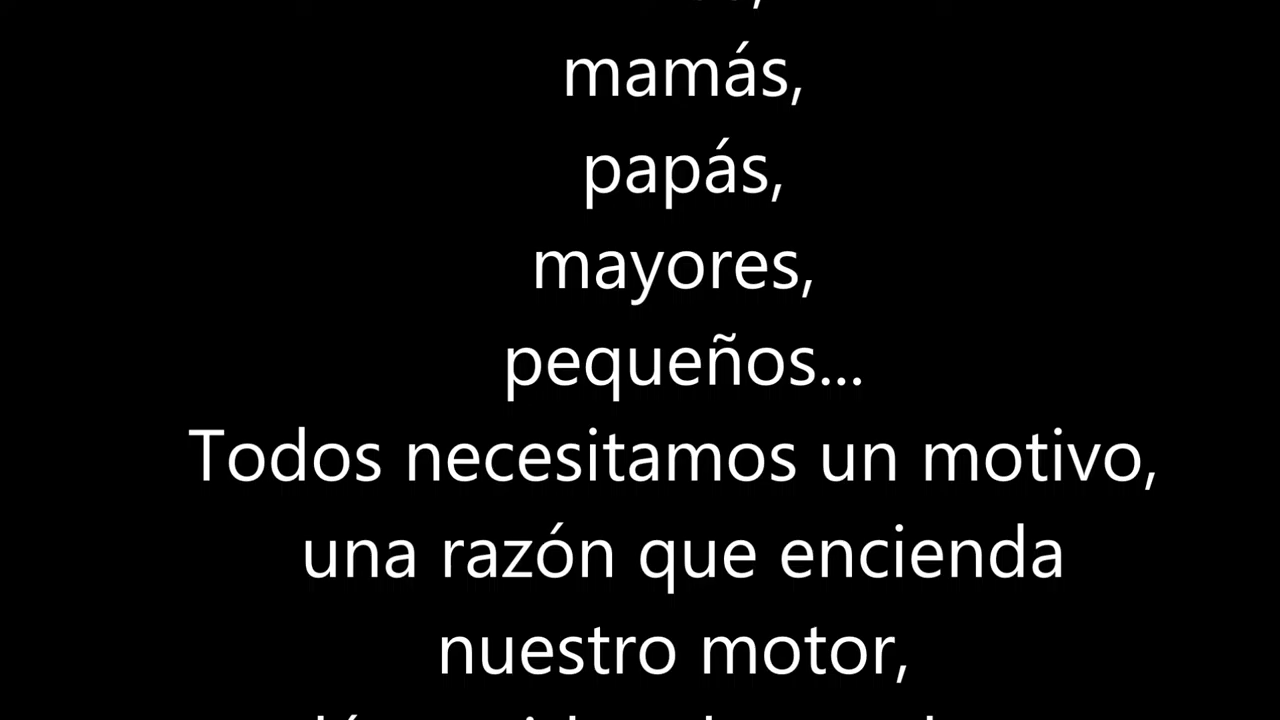 mamás,
papás,
mayores,
pequeños...
Todos necesitamos un motivo,
una razón que encienda
nuestro motor,